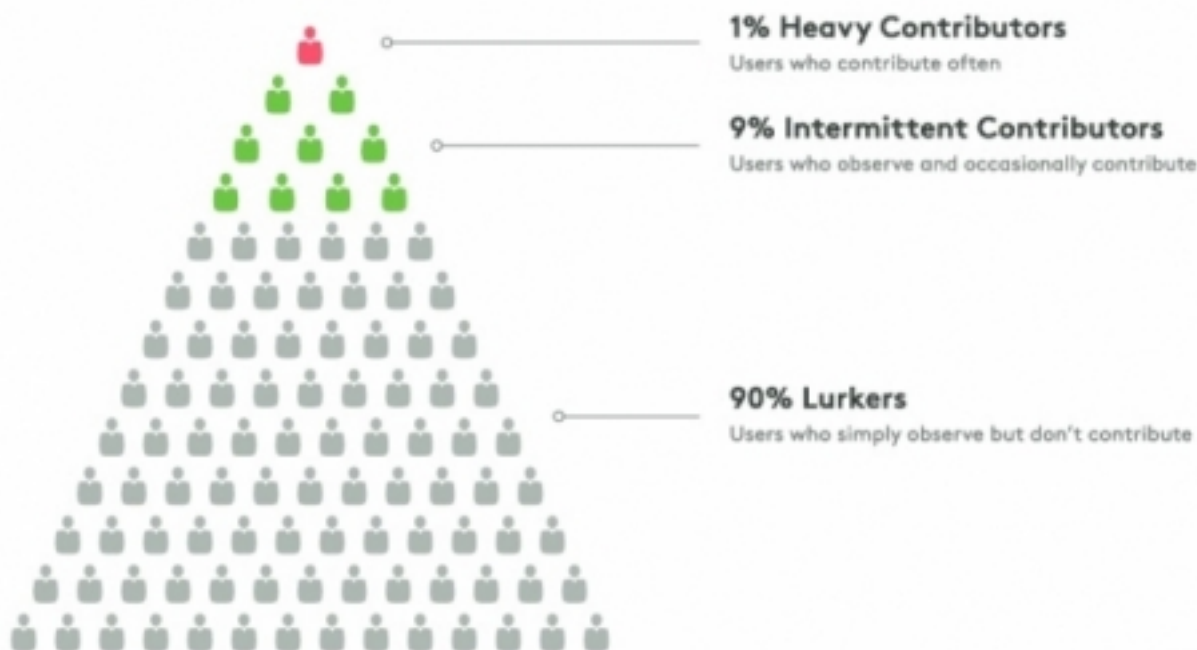 1% Heavy Contributors
Users who contribute often
9% Intermittent Contributors
Users who observe and occasionally contribute
90% Lurkers
Users who simply observe but don't contribute